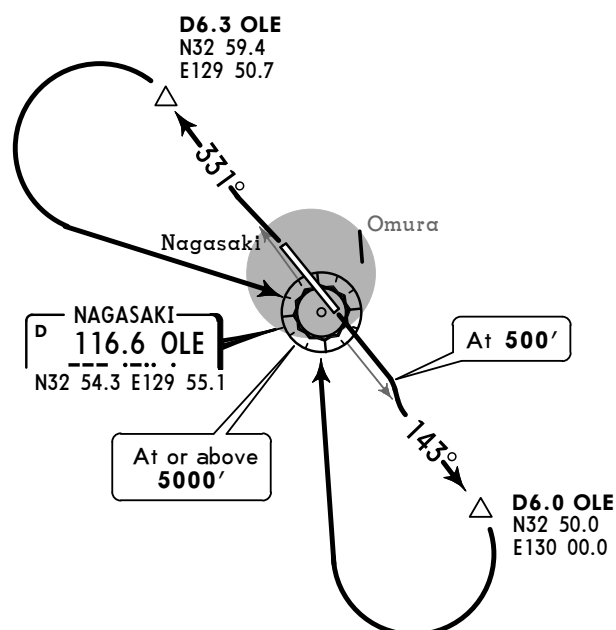 D6.3 OLE
N32 59.4
E129 50.7
331°
Omura
Nagasaki
NAGASAKI
D 116.6 OLE
N32 54.3 E129 55.1
At 500′
At or above
5000′
143°
D6.0 OLE
N32 50.0
E130 00.0